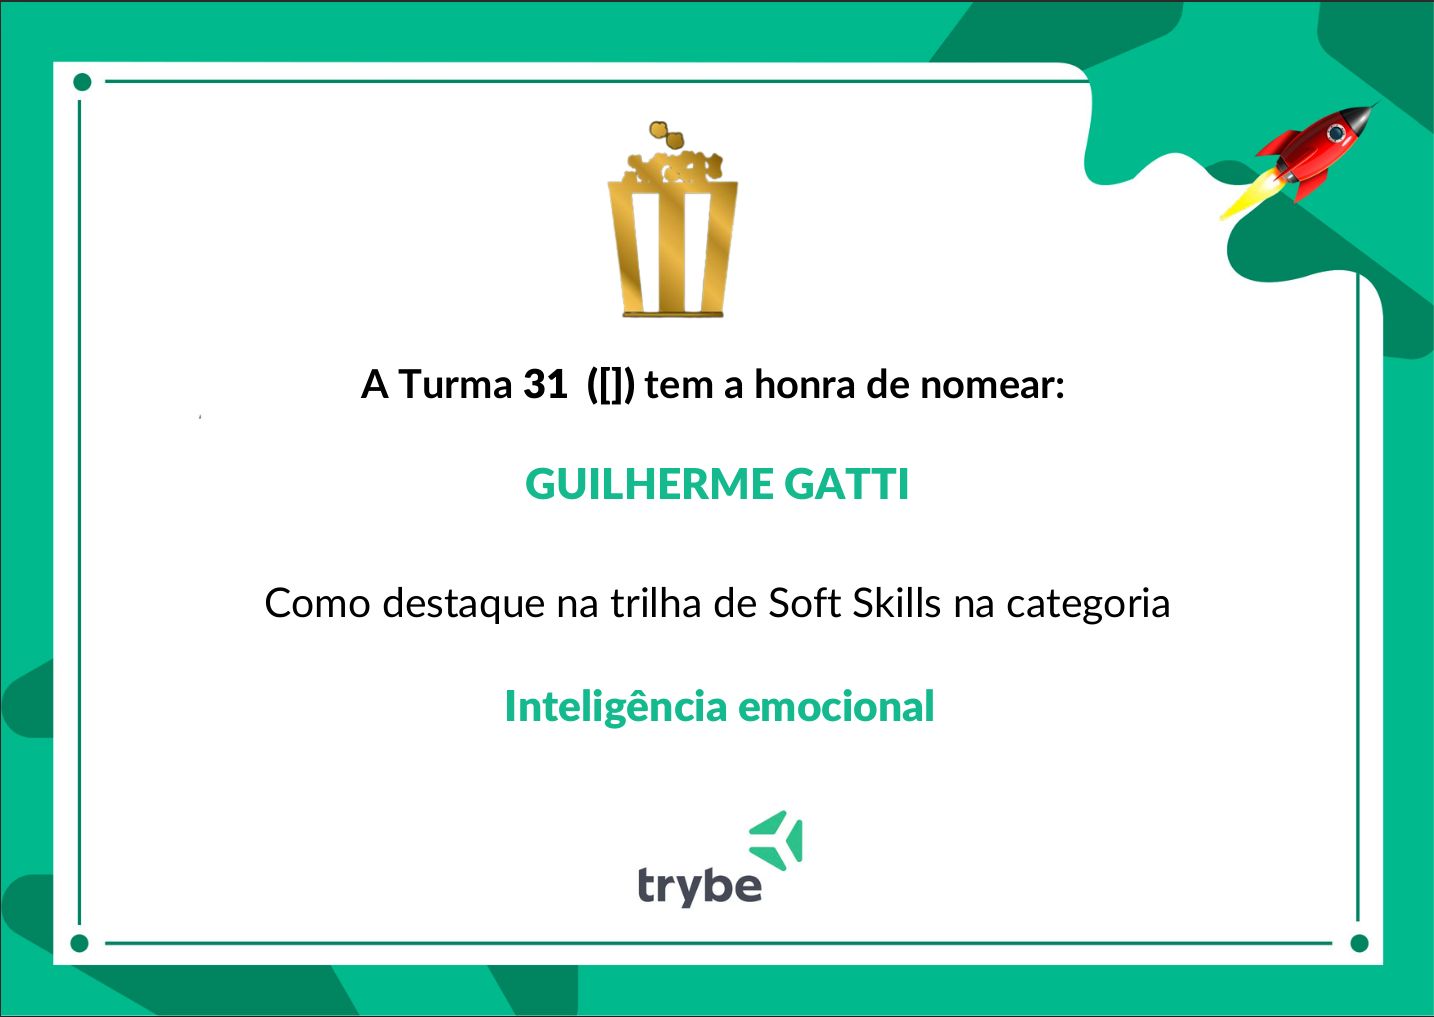 A Turma 31 ([]) tem a honra de nomear:
GUILHERME GATTI
Como destaque na trilha de Soft Skills na categoria
Inteligência emocional
trybe